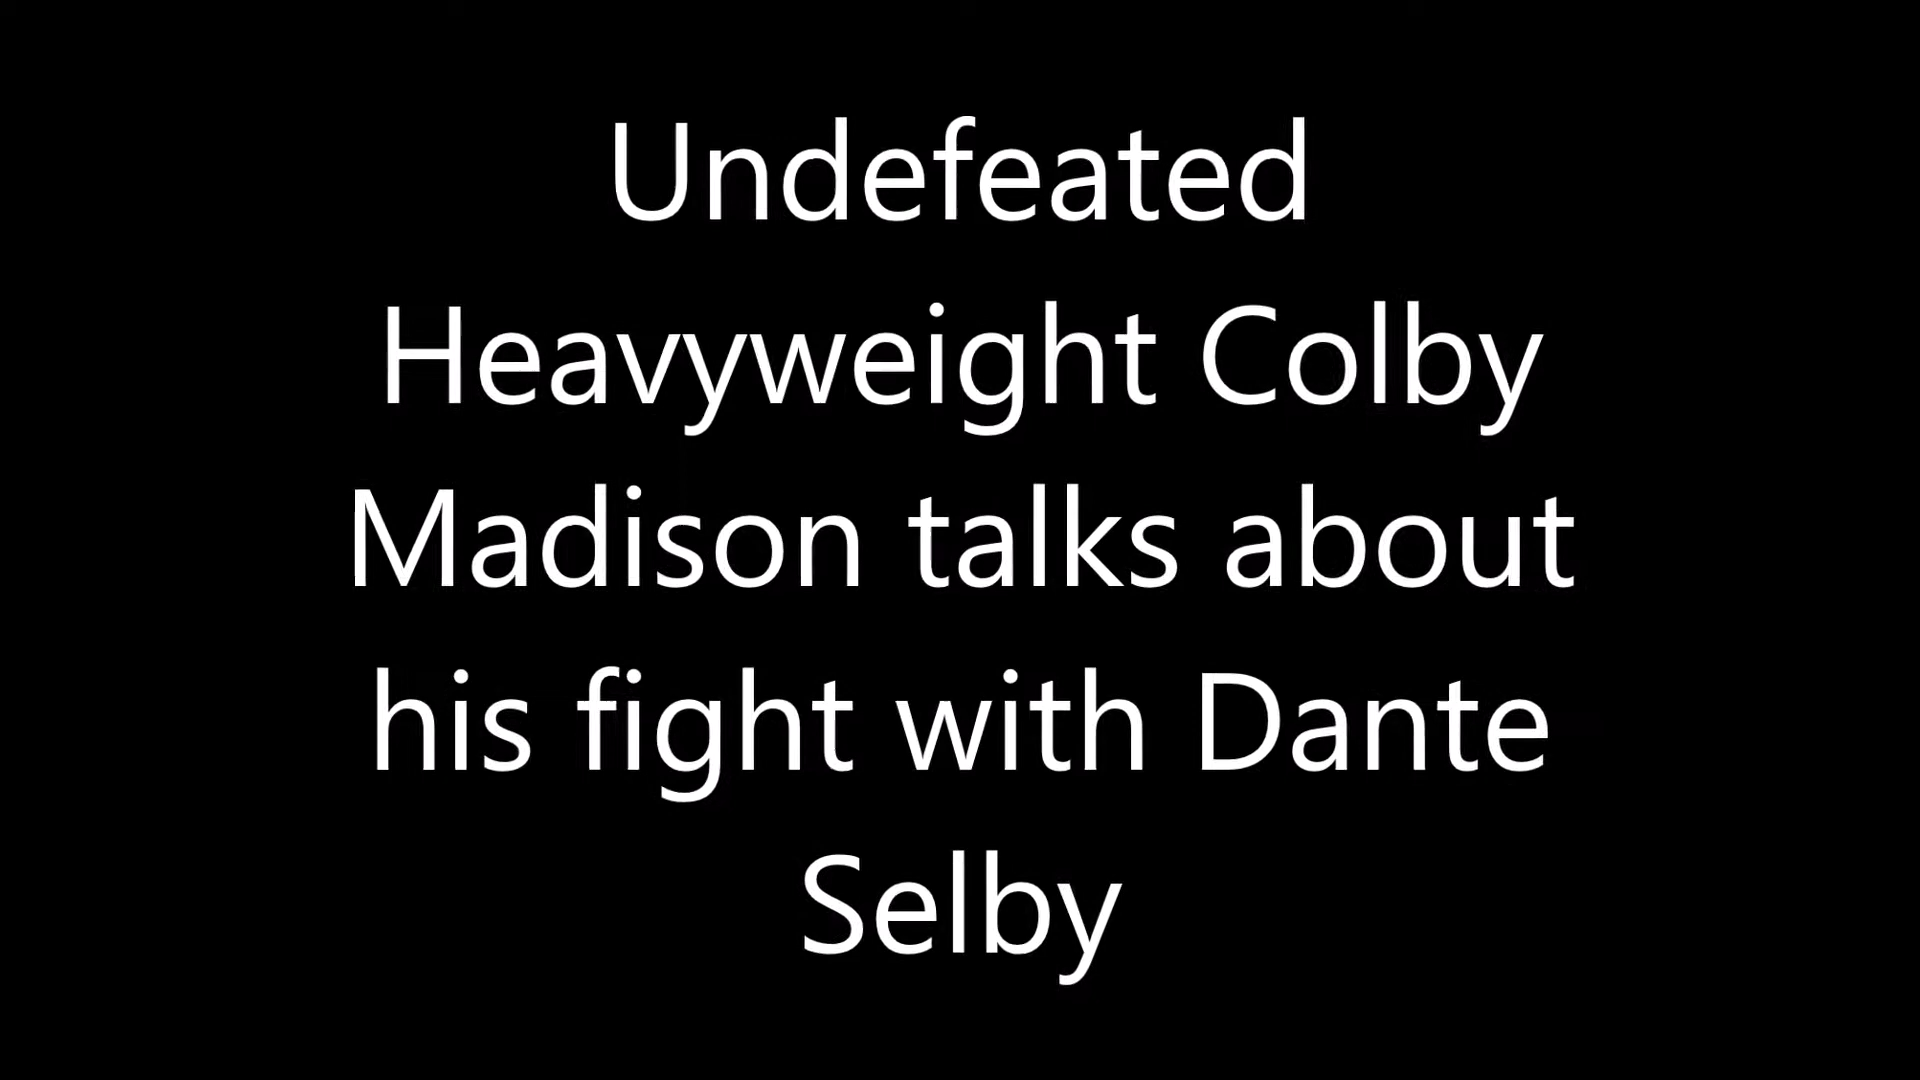 Undefeated
Heavyweight Colby
Madison talks about
his fight with Dante
Selby